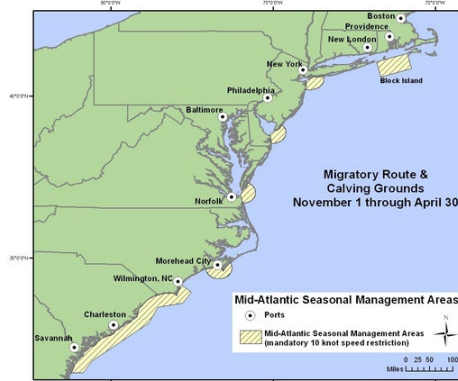 Boston
Providence
New London
New York
Block Island
Philadelphia
Baltimore
Migratory Route &
Calving Grounds
November 1 through April 30
Norfolk
Morehead City
Wilmington, NC
Charleston
Savannah
Mid-Atlantic Seasonal Management Areas
Ports
Mid-Atlantic Seasonal Management Areas
(mandatory 10 knot speed restriction)
N
0 25 50 100
Miles